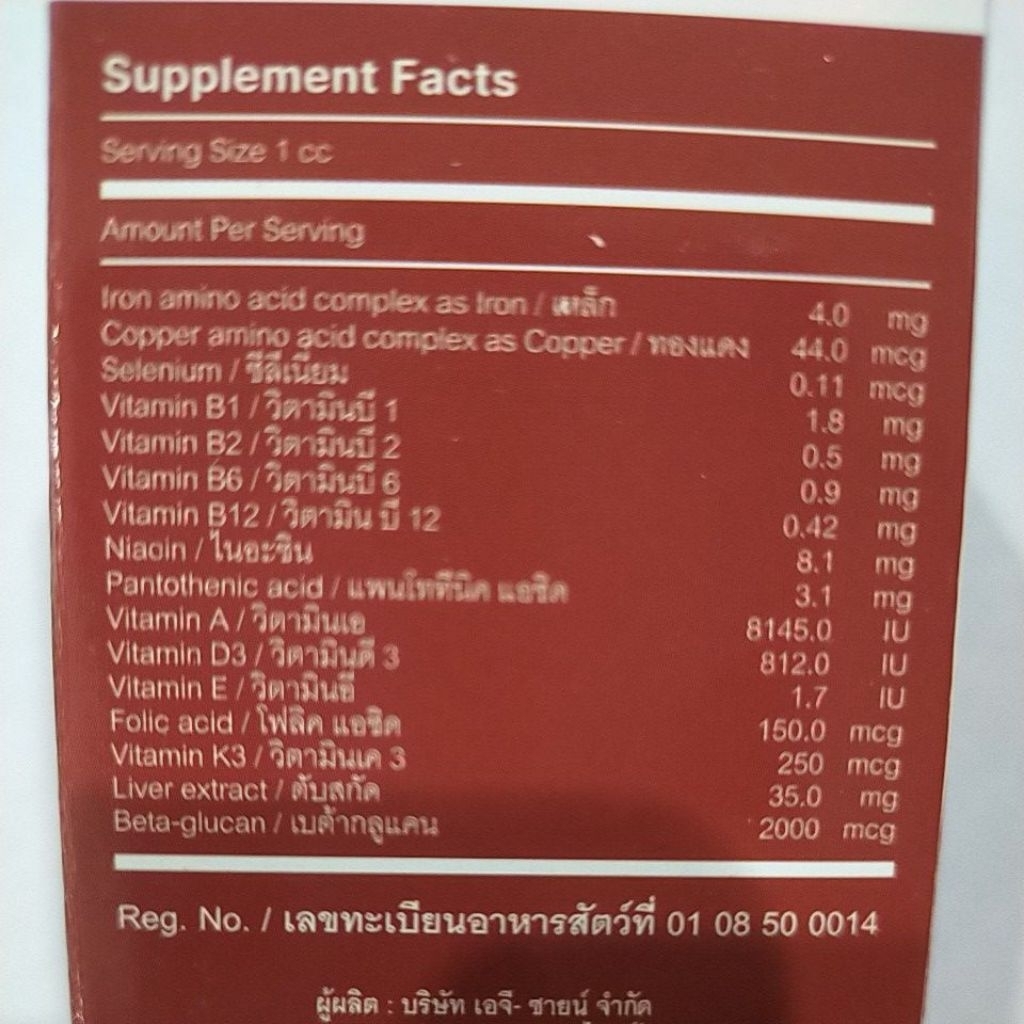 Supplement Facts
Serving Size 1 cc
Amount Per Serving
Iron amino acid complex as Iron / เหล็ก 4.0 mg
Copper amino acid complex as Copper / ทองแดง 44.0 mcg
Selenium / ซีลีเนียม 0.11 mcg
Vitamin B1 / วิตามินบี 1 1.8 mg
Vitamin B2 / วิตามินบี 2 0.5 mg
Vitamin B6 / วิตามินบี 6 0.9 mg
Vitamin B12 / วิตามิน บี 12 0.42 mg
Niaoin / ไนอะซิน 8.1 mg
Pantothenic acid / แพนโททีนิค แอซิด 3.1 mg
Vitamin A / วิตามินเอ 8145.0 IU
Vitamin D3 / วิตามินดี 3 812.0 IU
Vitamin E / วิตามินอี 1.7 IU
Folic acid / โฟลิค แอซิด 150.0 mcg
Vitamin K3 / วิตามินเค 3 250 mcg
Liver extract / ตับสกัด 35.0 mg
Beta-glucan / เบต้ากลูแคน 2000 mcg
Reg. No. / เลขทะเบียนอาหารสัตว์ที่ 01 08 50 0014
ผู้ผลิต : บริษัท เอจี- ซายน์ จำกัด